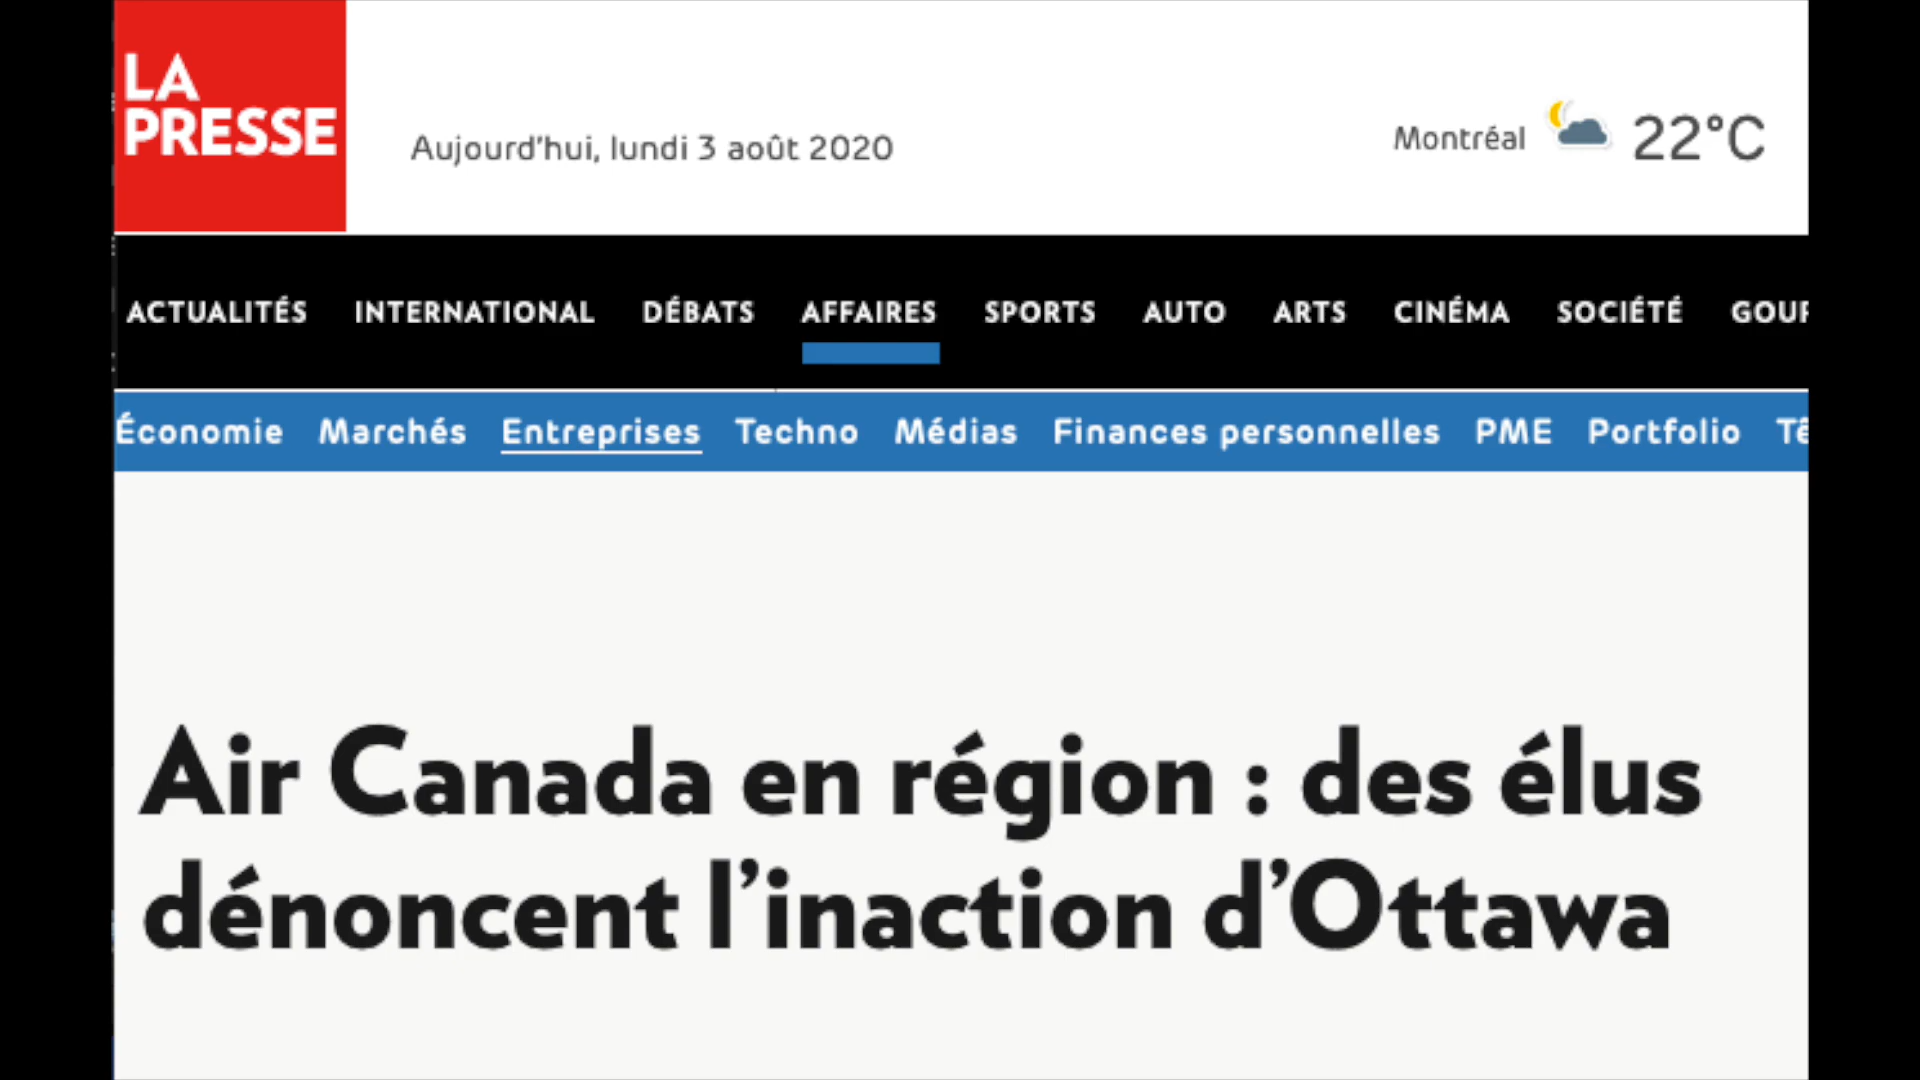 LA
PRESSE
Aujourd'hui, lundi 3 août 2020
Montréal 22°C
ACTUALITÉS INTERNATIONAL DÉBATS AFFAIRES SPORTS AUTO ARTS CINÉMA SOCIÉTÉ
Économie Marchés Entreprises Techno Médias Finances personnelles PME Portfolio
Air Canada en région : des élus
dénoncent l’inaction d’Ottawa